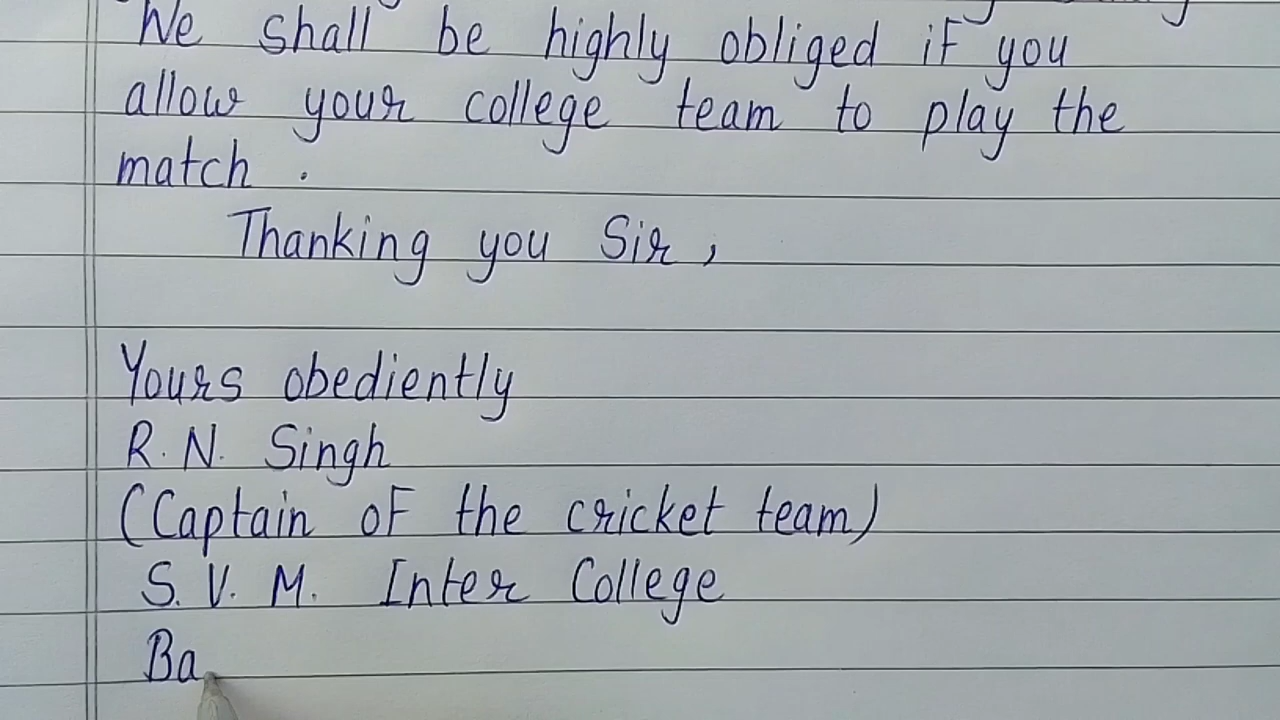 We shall be highly obliged if you
allow your college team to play the
match .
Thanking you Sir,
Yours obediently
R. N. Singh
(Captain of the cricket team)
S. V. M. Inter College
Ba